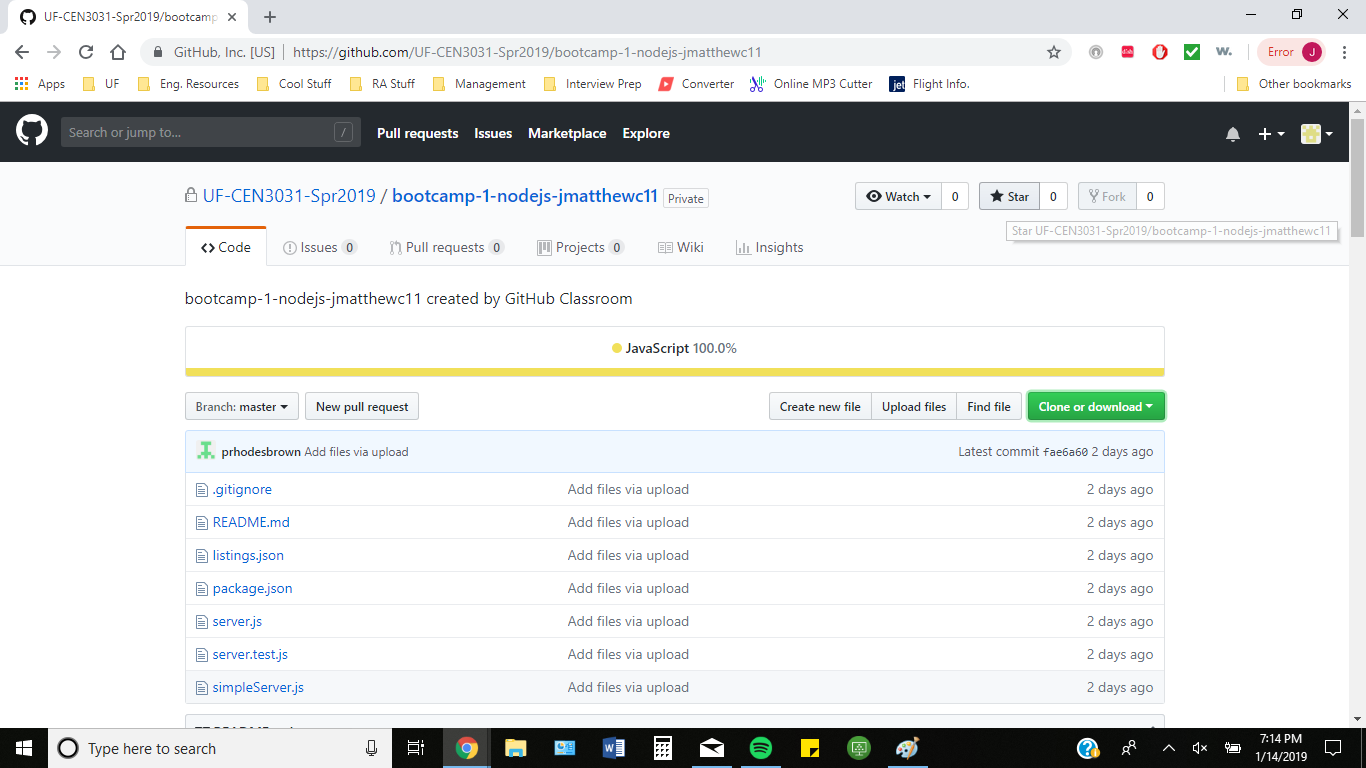 UF-CEN3031-Spr2019/bootcamp
GitHub, Inc. [US] | https://github.com/UF-CEN3031-Spr2019/bootcamp-1-nodejs-jmatthewc11 W. Error J
Apps UF Eng. Resources Cool Stuff RA Stuff Management Interview Prep Converter Online MP3 Cutter jet Flight Info. Other bookmarks
Search or jump to... / Pull requests Issues Marketplace Explore
UF-CEN3031-Spr2019 / bootcamp-1-nodejs-jmatthewc11 Private Watch 0 Star 0 Fork 0
Star UF-CEN3031-Spr2019/bootcamp-1-nodejs-jmatthewc11
Code Issues 0 Pull requests 0 Projects 0 Wiki Insights
bootcamp-1-nodejs-jmatthewc11 created by GitHub Classroom
JavaScript 100.0%
Branch: master New pull request Create new file Upload files Find file Clone or download
prhodesbrown Add files via upload Latest commit fae6a60 2 days ago
.gitignore Add files via upload 2 days ago
README.md Add files via upload 2 days ago
listings.json Add files via upload 2 days ago
package.json Add files via upload 2 days ago
server.js Add files via upload 2 days ago
server.test.js Add files via upload 2 days ago
simpleServer.js Add files via upload 2 days ago
Type here to search 7:14 PM
1/14/2019